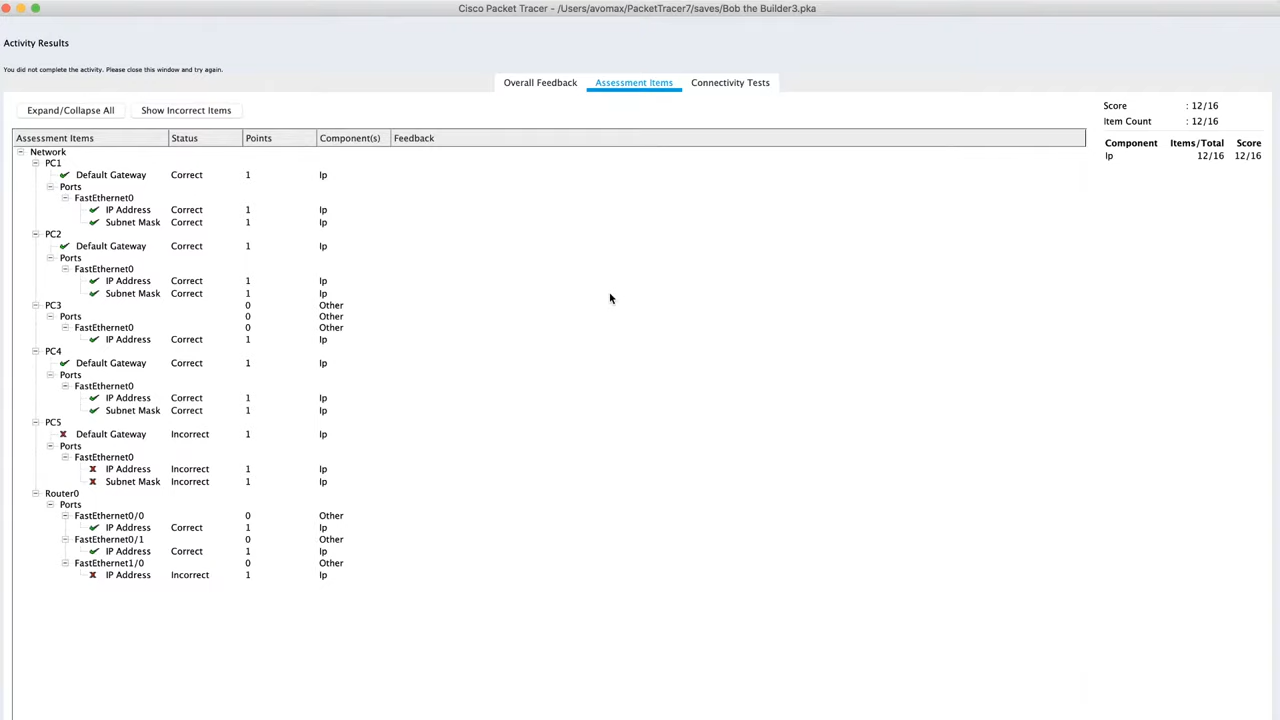 Cisco Packet Tracer - /Users/avomax/PacketTracer7/saves/Bob the Builder3.pka
Activity Results
You did not complete the activity. Please close this window and try again.
Overall Feedback Assessment Items Connectivity Tests
Expand/Collapse All Show Incorrect Items
Score : 12/16
Item Count : 12/16
Component Items/Total Score
Ip 12/16 12/16
Assessment Items Status Points Component(s) Feedback
Network
PC1
Default Gateway Correct 1 Ip
Ports
FastEthernet0
IP Address Correct 1 Ip
Subnet Mask Correct 1 Ip
PC2
Default Gateway Correct 1 Ip
Ports
FastEthernet0
IP Address Correct 1 Ip
Subnet Mask Correct 1 Ip
PC3 0 Other
Ports 0 Other
FastEthernet0 0 Other
IP Address Correct 1 Ip
PC4
Default Gateway Correct 1 Ip
Ports
FastEthernet0
IP Address Correct 1 Ip
Subnet Mask Correct 1 Ip
PC5
Default Gateway Incorrect 1 Ip
Ports
FastEthernet0
IP Address Incorrect 1 Ip
Subnet Mask Incorrect 1 Ip
Router0
Ports
FastEthernet0/0 0 Other
IP Address Correct 1 Ip
FastEthernet0/1 0 Other
IP Address Correct 1 Ip
FastEthernet1/0 0 Other
IP Address Incorrect 1 Ip